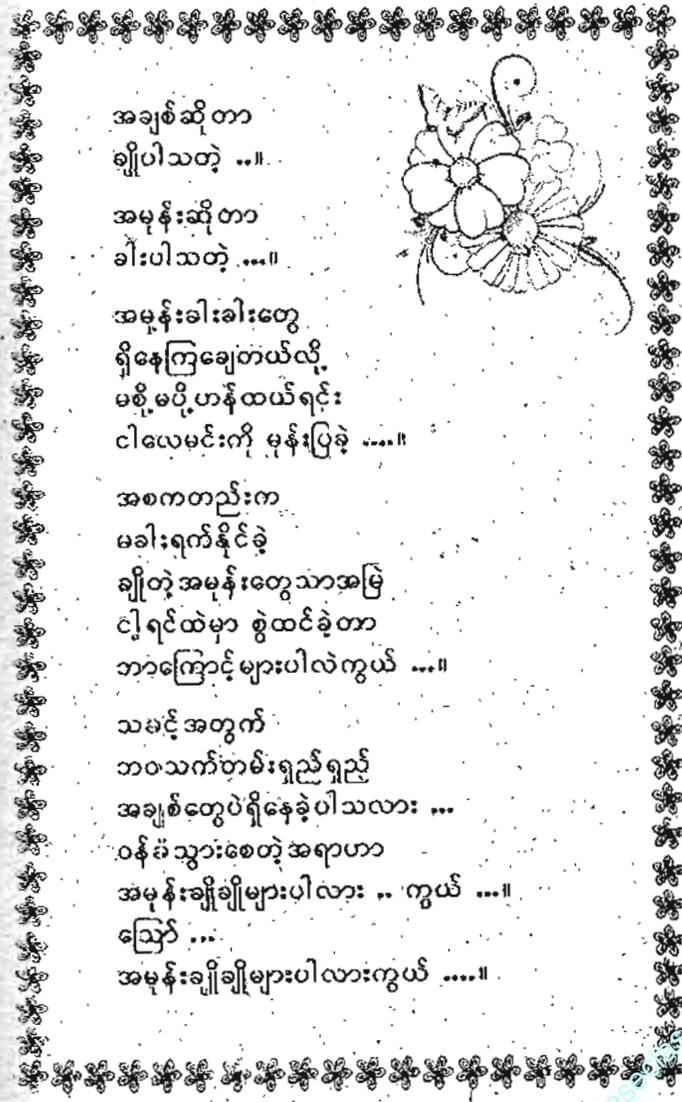 အချစ်ဆိုတာ
ချိုပါသတဲ့ ..။
အမုန်းဆိုတာ
ခါးပါသတဲ့ ...။
အမုန်းခါးခါးတွေ
ရှိနေကြချေတယ်လို့
မစို့မပို့ဟန်ထယ်ရင်း
ငါလေမင်းကို မုန်းပြခဲ့ ....။
အစကတည်းက
မခါးရက်နိုင်ခဲ့
ချိုတဲ့အမုန်းတွေသာအမြဲ
ငါ့ရင်ထဲမှာ စွဲထင်ခဲ့တာ
ဘာကြောင့်များပါလဲကွယ် ...။
သခင့်အတွက်
ဘဝသက်တမ်းရှည်ရှည်
အချစ်တွေပဲရှိနေခဲ့ပါသလား ...
ဝန်ခံသွားစေတဲ့အရာဟာ
အမုန်းချိုချိုများပါလား .. ကွယ် ...။
ဪ ...
အမုန်းချိုချိုများပါလားကွယ် ....။